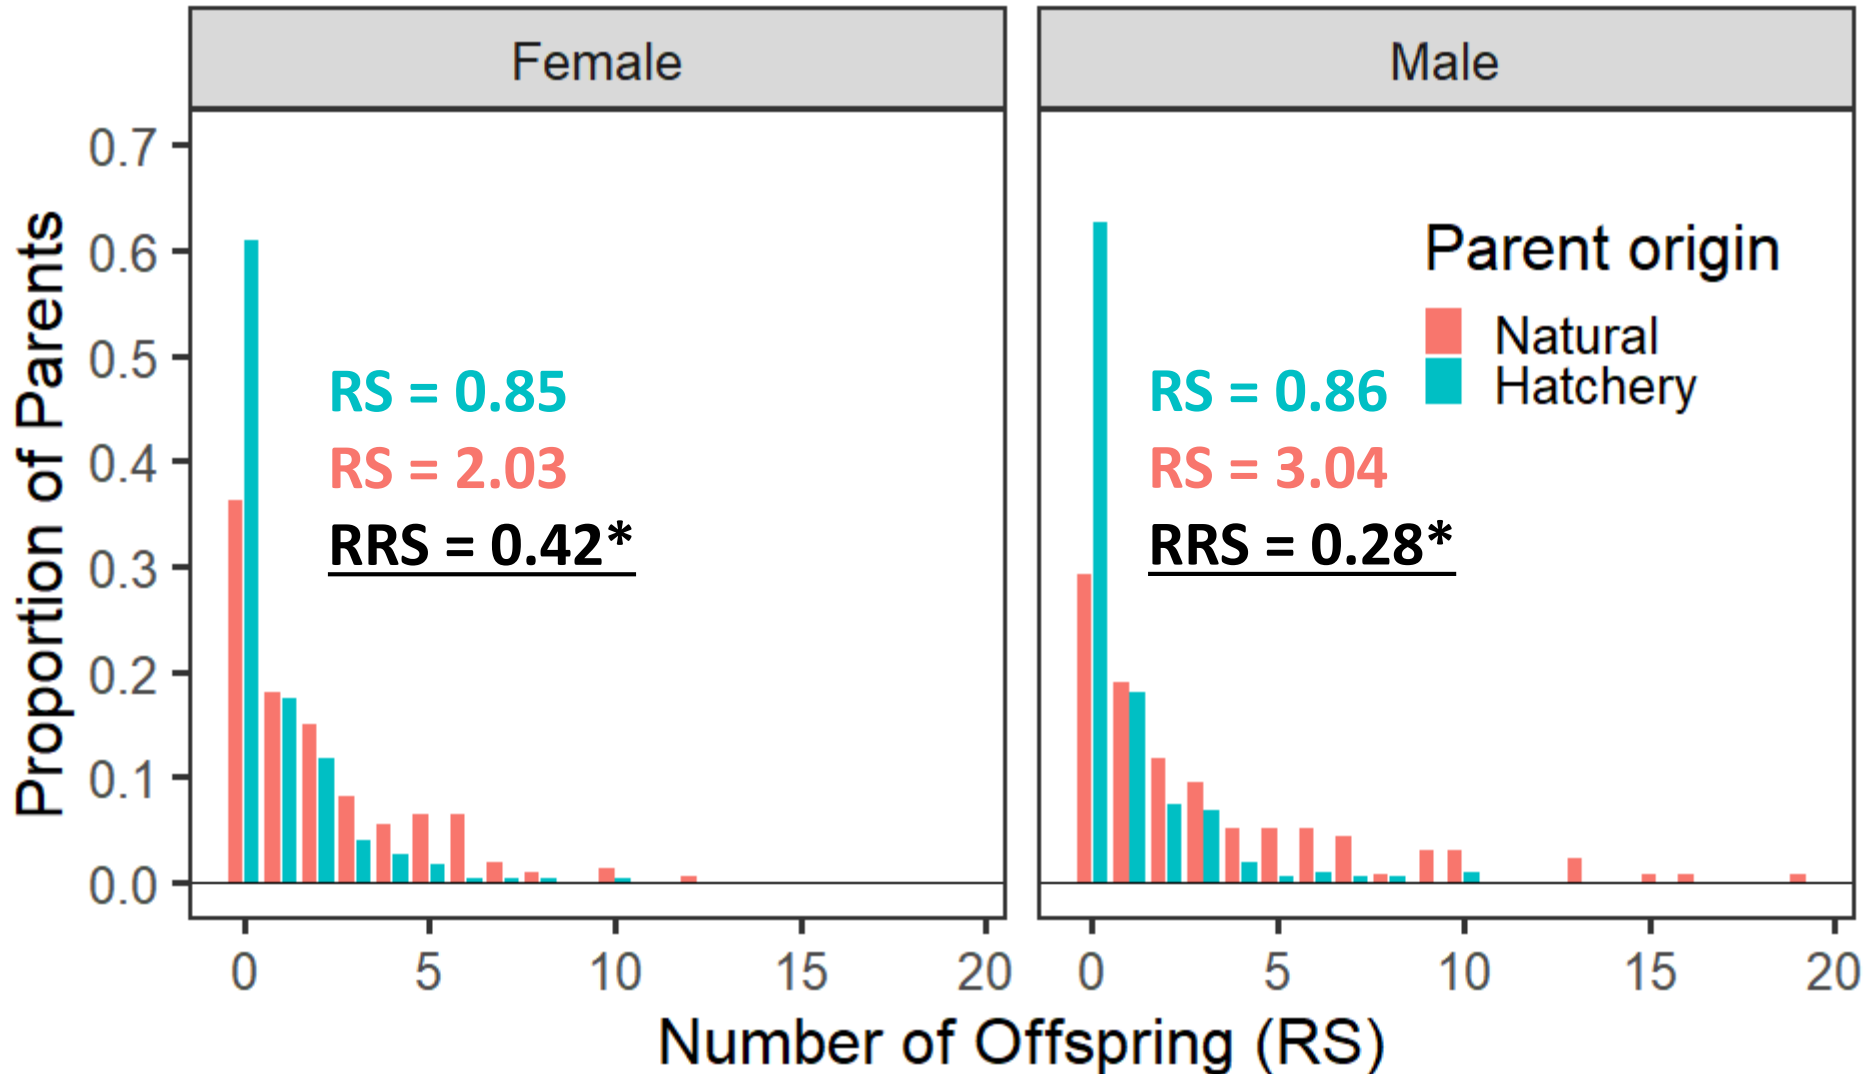 Female
Male
Proportion of Parents
0.7
0.6
0.5
0.4
0.3
0.2
0.1
0.0
RS = 0.85
RS = 2.03
RRS = 0.42*
RS = 0.86
RS = 3.04
RRS = 0.28*
Parent origin
Natural
Hatchery
0 5 10 15 20
0 5 10 15 20
Number of Offspring (RS)